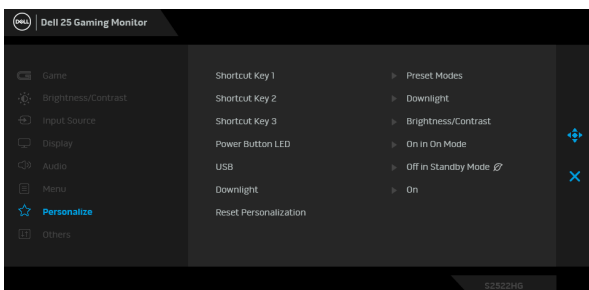 DELL Dell 25 Gaming Monitor
Game
Shortcut Key 1 Preset Modes
Brightness/Contrast
Shortcut Key 2 Downlight
Input Source
Shortcut Key 3 Brightness/Contrast
Display
Power Button LED On in On Mode
Audio
USB Off in Standby Mode
Menu
Downlight On
Personalize
Reset Personalization
Others
S2522HG